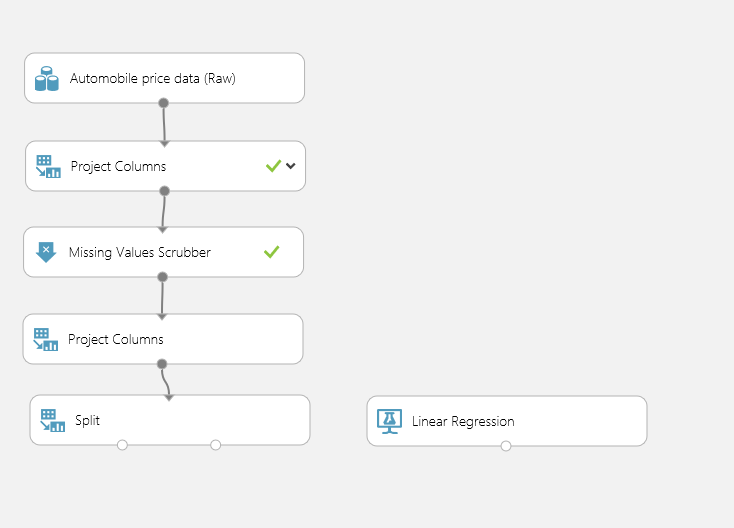 Automobile price data (Raw)
Project Columns
Missing Values Scrubber
Project Columns
Split
Linear Regression